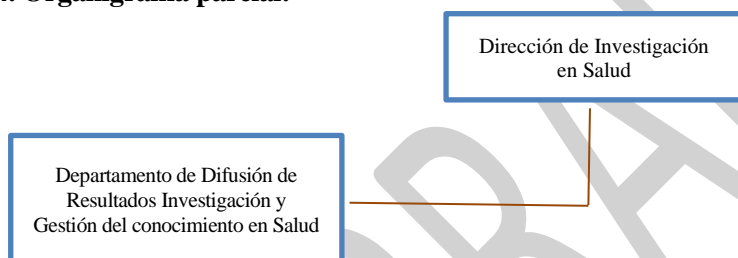 Organigrama parcial.
Dirección de Investigación
en Salud
Departamento de Difusión de
Resultados Investigación y
Gestión del conocimiento en Salud